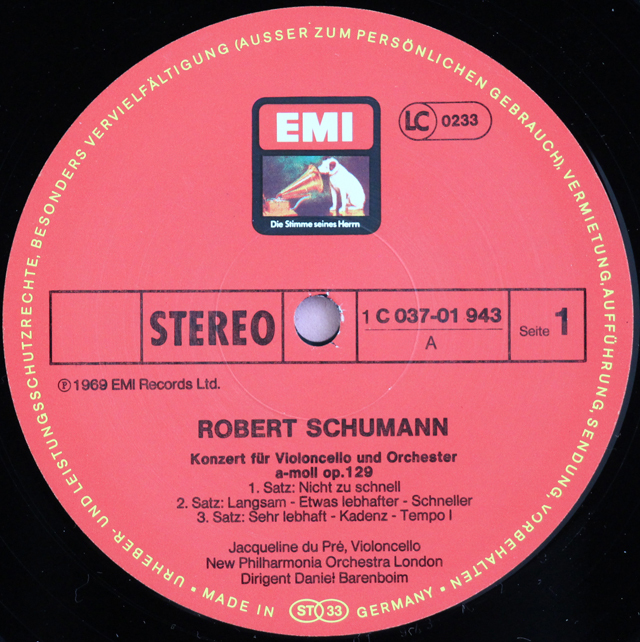 URHEBER- UND LEISTUNGSSCHUTZRECHTE, BESONDERS VERVIELFÄLTIGUNG (AUSSER ZUM PERSÖNLICHEN GEBRAUCH), VERMIETUNG, AUFFÜHRUNG, SENDUNG, VORBEHALTEN
EMI
Die Stimme seines Herrn
LC 0233
STEREO
1 C 037-01 943
A
Seite 1
℗ 1969 EMI Records Ltd.
ROBERT SCHUMANN
Konzert für Violoncello und Orchester
a-moll op.129
1. Satz: Nicht zu schnell
2. Satz: Langsam - Etwas lebhafter - Schneller
3. Satz: Sehr lebhaft - Kadenz - Tempo I
Jacqueline du Pré, Violoncello
New Philharmonia Orchestra London
Dirigent Daniel Barenboim
▪ MADE IN ST 33 GERMANY ▪